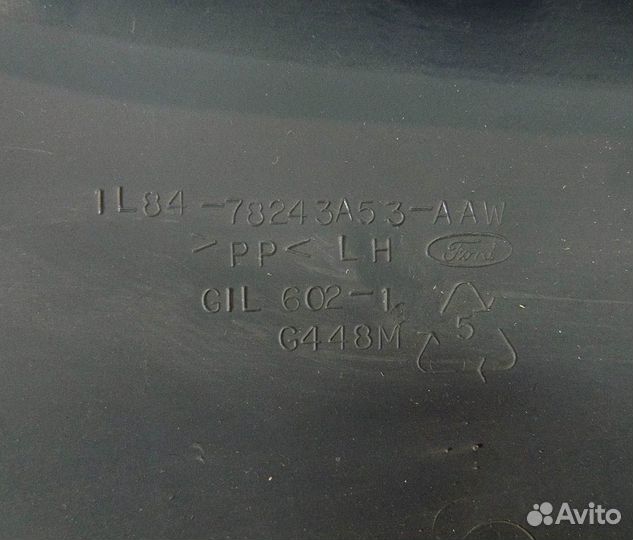 1L84-78243A53-AAW
>PP< LH Ford
GIL 602-1
G448M 5
Avito